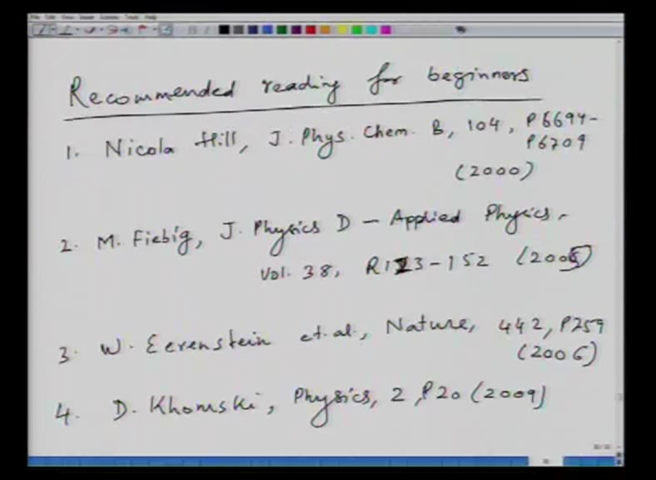 Recommended reading for beginners
1. Nicola Hill, J. Phys. Chem. B, 104, P6694-
P6709
(2000)
2. M. Fiebig, J. Physics D - Applied Physics,
Vol. 38, R123-152 (2005)
3. W. Eerenstein et.al., Nature, 442, P759
(2006)
4. D. Khomski, Physics, 2, P20 (2009)